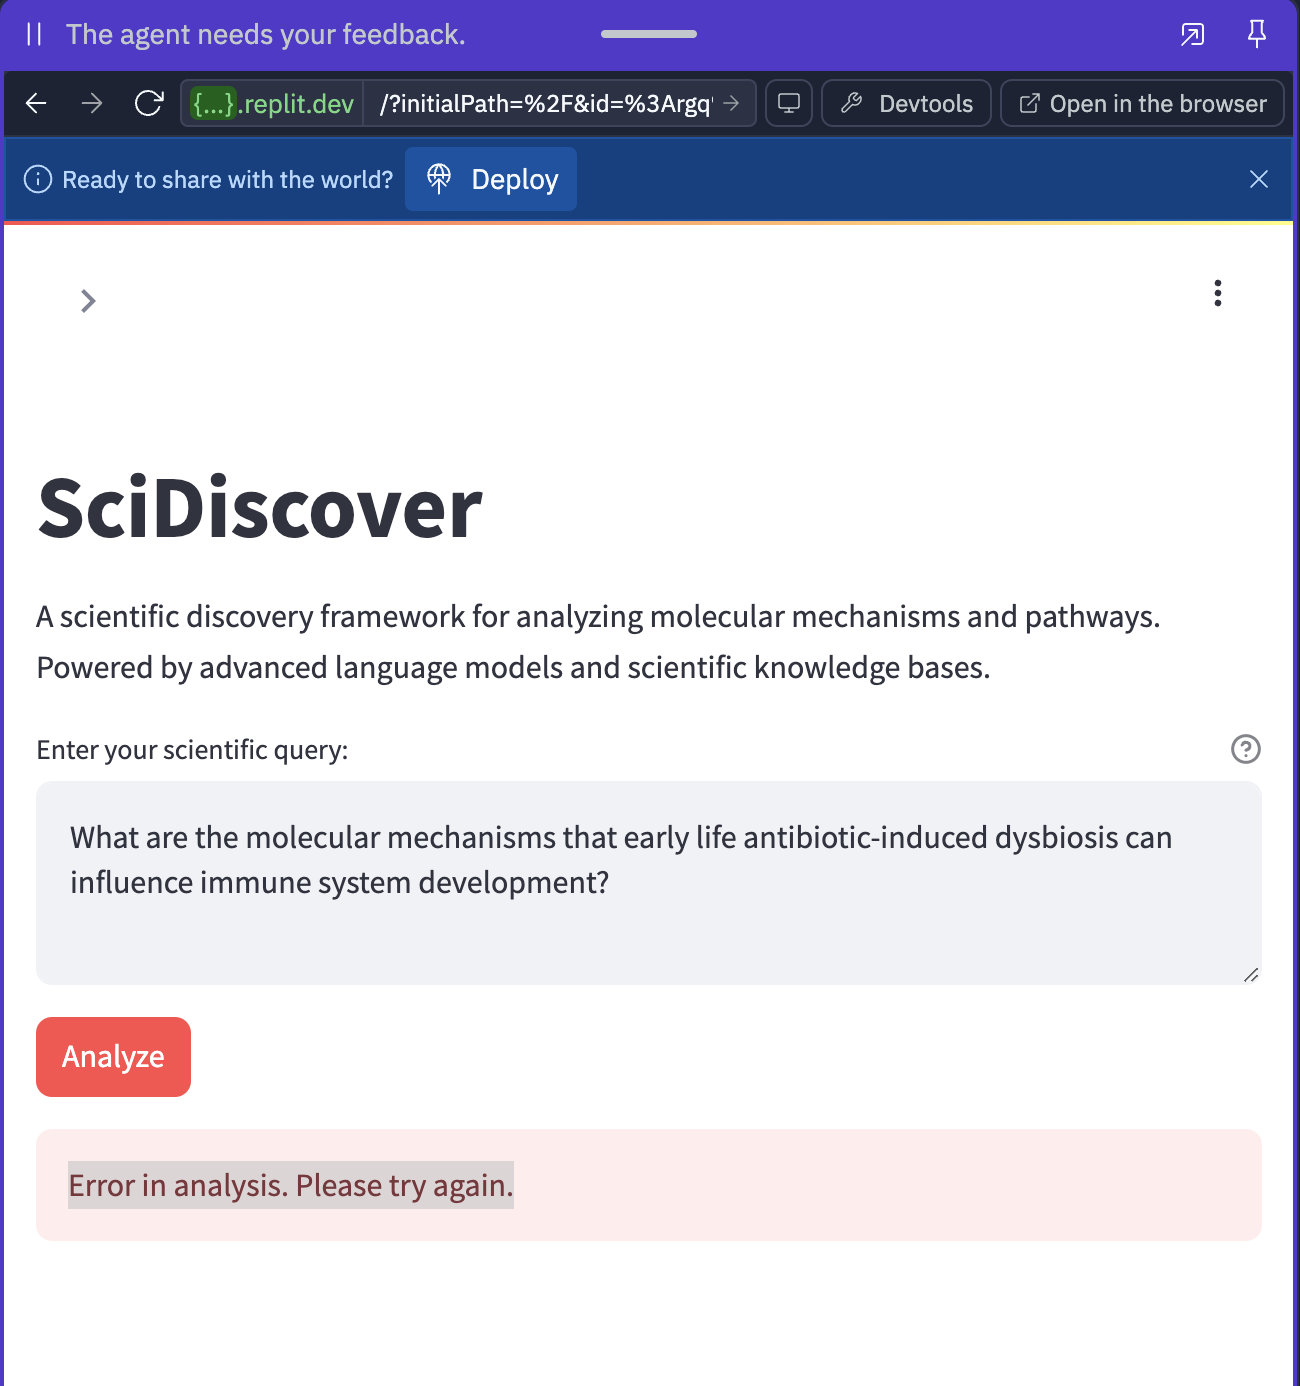 The agent needs your feedback.
{...}.replit.dev /?initialPath=%2F&id=%3Argq
Devtools
Open in the browser
Ready to share with the world?
Deploy
SciDiscover
A scientific discovery framework for analyzing molecular mechanisms and pathways.
Powered by advanced language models and scientific knowledge bases.
Enter your scientific query:
What are the molecular mechanisms that early life antibiotic-induced dysbiosis can
influence immune system development?
Analyze
Error in analysis. Please try again.